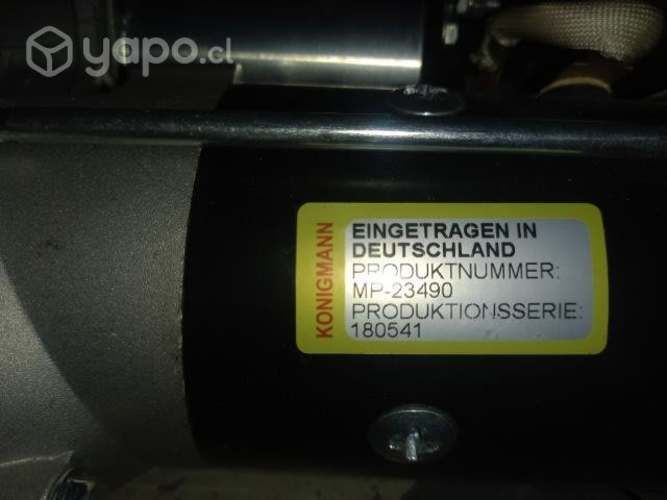 yapo.cl
KONIGMANN
EINGETRAGEN IN
DEUTSCHLAND
PRODUKTNUMMER:
MP-23490
PRODUKTIONSSERIE:
180541